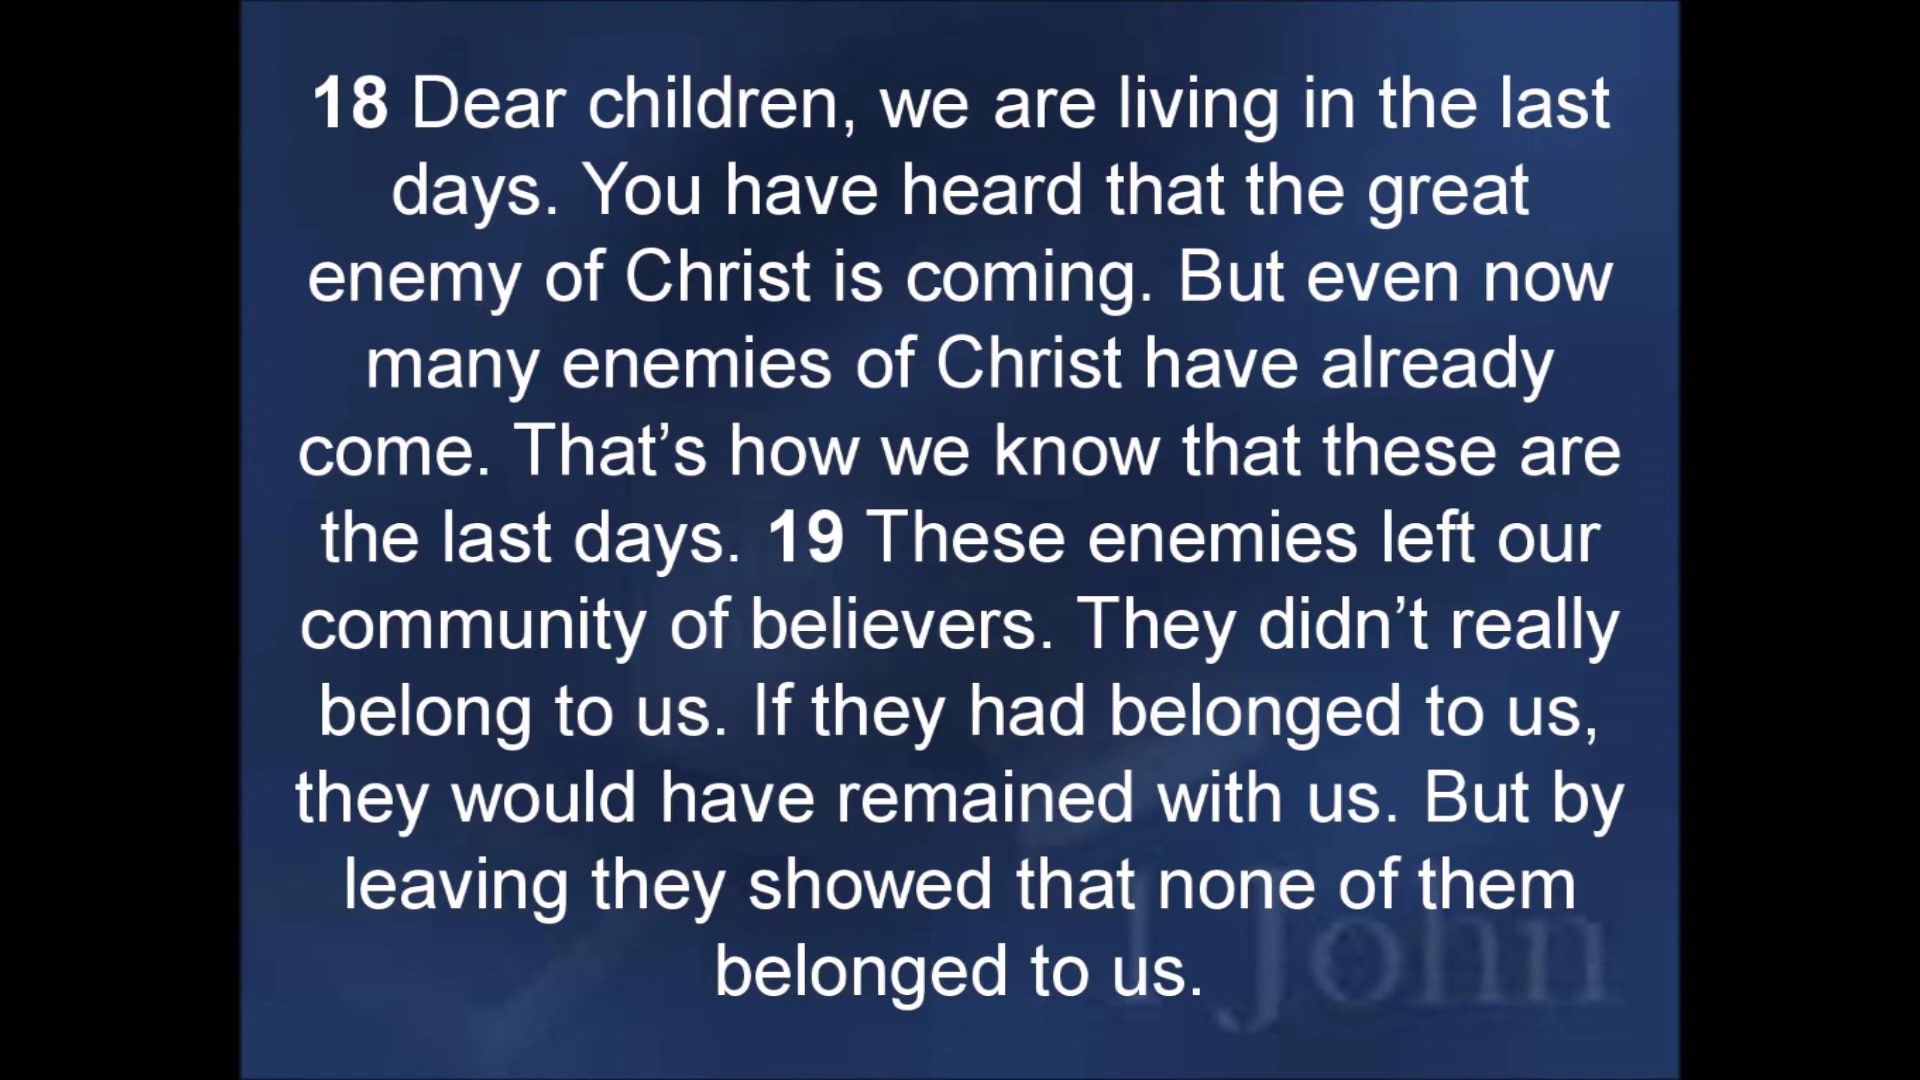 18 Dear children, we are living in the last
days. You have heard that the great
enemy of Christ is coming. But even now
many enemies of Christ have already
come. That’s how we know that these are
the last days. 19 These enemies left our
community of believers. They didn’t really
belong to us. If they had belonged to us,
they would have remained with us. But by
leaving they showed that none of them
belonged to us.
1 John